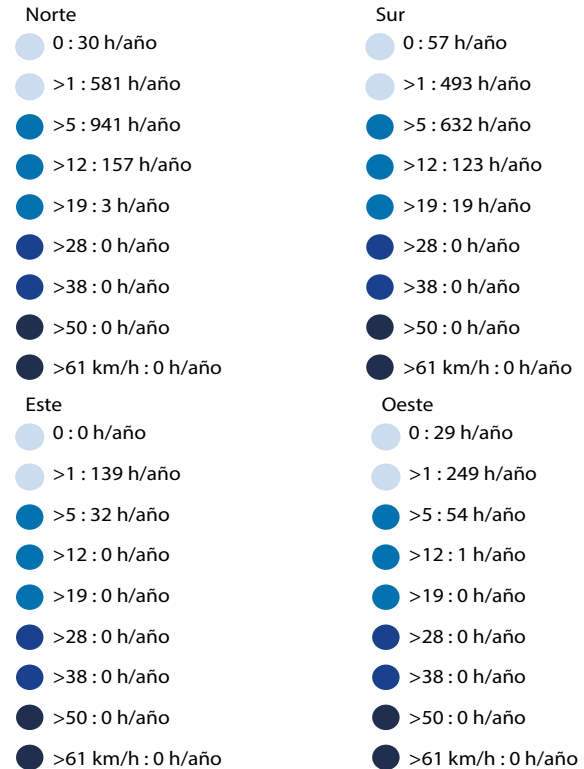 Norte
0 : 30 h/año
>1 : 581 h/año
>5 : 941 h/año
>12 : 157 h/año
>19 : 3 h/año
>28 : 0 h/año
>38 : 0 h/año
>50 : 0 h/año
>61 km/h : 0 h/año
Sur
0 : 57 h/año
>1 : 493 h/año
>5 : 632 h/año
>12 : 123 h/año
>19 : 19 h/año
>28 : 0 h/año
>38 : 0 h/año
>50 : 0 h/año
>61 km/h : 0 h/año
Este
0 : 0 h/año
>1 : 139 h/año
>5 : 32 h/año
>12 : 0 h/año
>19 : 0 h/año
>28 : 0 h/año
>38 : 0 h/año
>50 : 0 h/año
>61 km/h : 0 h/año
Oeste
0 : 29 h/año
>1 : 249 h/año
>5 : 54 h/año
>12 : 1 h/año
>19 : 0 h/año
>28 : 0 h/año
>38 : 0 h/año
>50 : 0 h/año
>61 km/h : 0 h/año